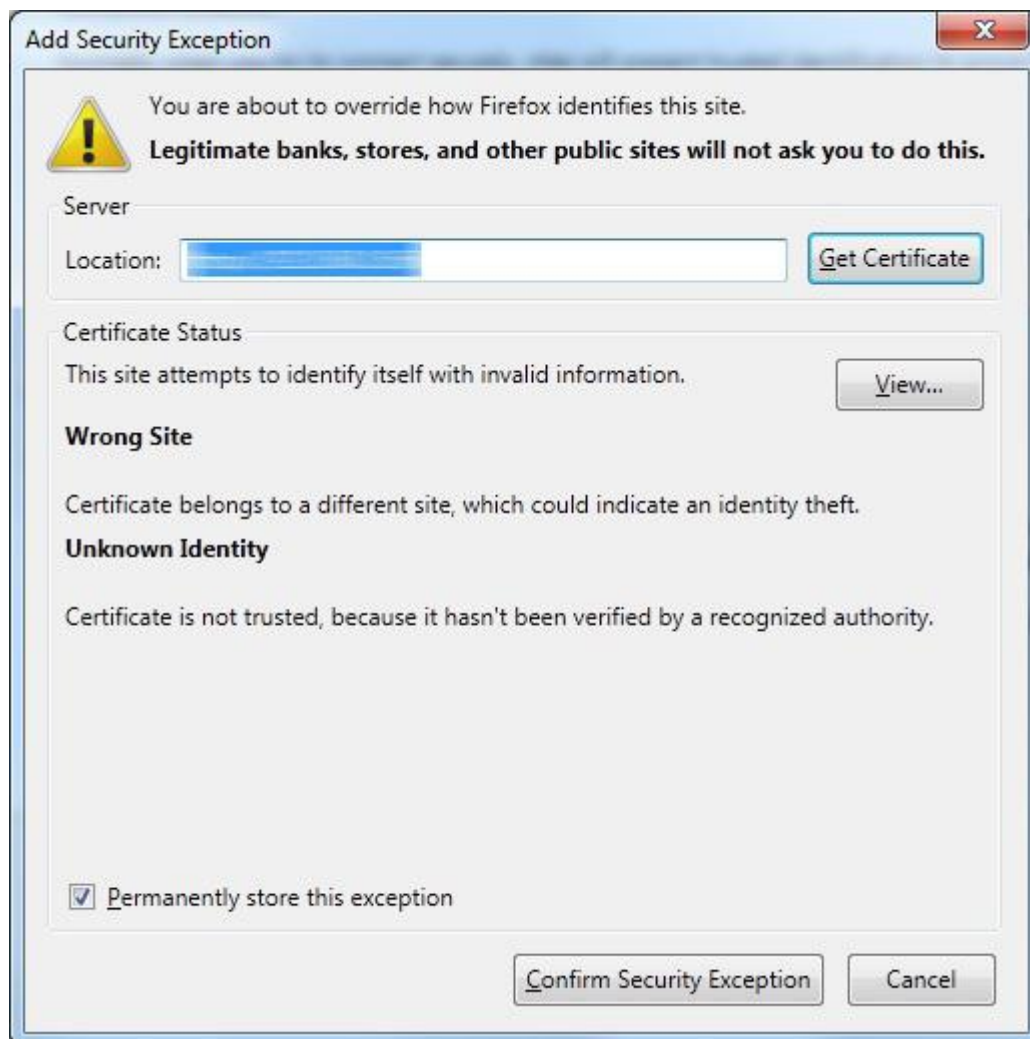 Add Security Exception
You are about to override how Firefox identifies this site.
Legitimate banks, stores, and other public sites will not ask you to do this.
Server
Location:
Get Certificate
Certificate Status
This site attempts to identify itself with invalid information.
View...
Wrong Site
Certificate belongs to a different site, which could indicate an identity theft.
Unknown Identity
Certificate is not trusted, because it hasn't been verified by a recognized authority.
Permanently store this exception
Confirm Security Exception
Cancel